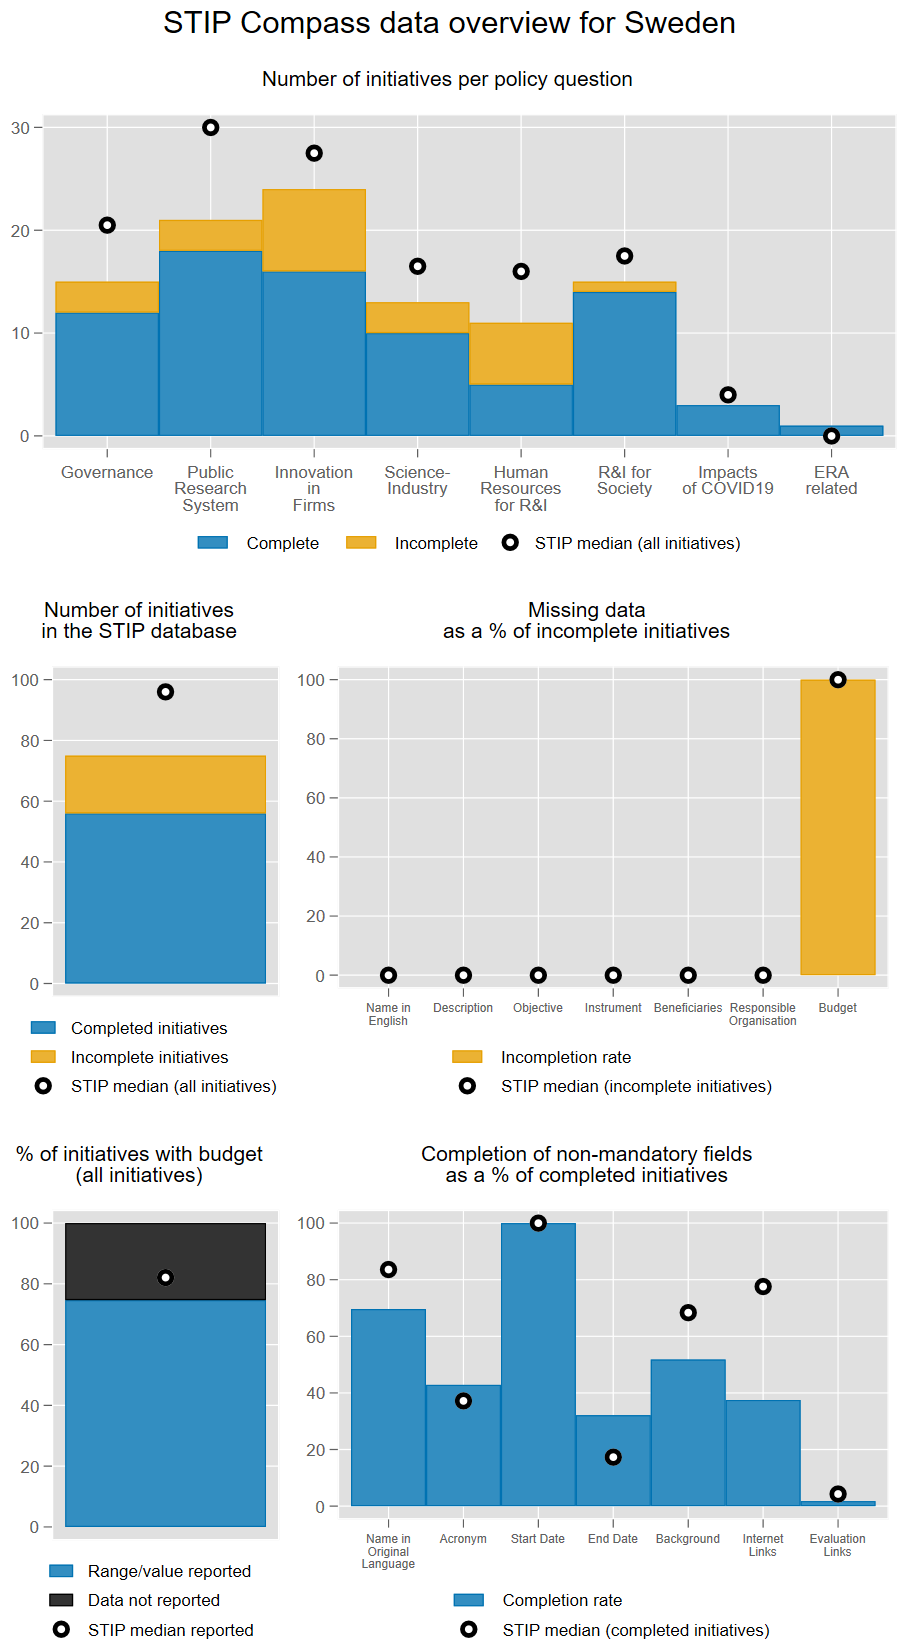 STIP Compass data overview for Sweden
Number of initiatives per policy question
30
20
10
0
Governance
Public
Research
System
Innovation
in
Firms
Science-
Industry
Human
Resources
for R&I
R&I for
Society
Impacts
of COVID19
ERA
related
Complete
Incomplete
STIP median (all initiatives)
Number of initiatives
in the STIP database
100
80
60
40
20
0
Completed initiatives
Incomplete initiatives
STIP median (all initiatives)
Missing data
as a % of incomplete initiatives
100
80
60
40
20
0
Name in
English
Description
Objective
Instrument
Beneficiaries
Responsible
Organisation
Budget
Incompletion rate
STIP median (incomplete initiatives)
% of initiatives with budget
(all initiatives)
100
80
60
40
20
0
Range/value reported
Data not reported
STIP median reported
Completion of non-mandatory fields
as a % of completed initiatives
100
80
60
40
20
0
Name in
Original
Language
Acronym
Start Date
End Date
Background
Internet
Links
Evaluation
Links
Completion rate
STIP median (completed initiatives)